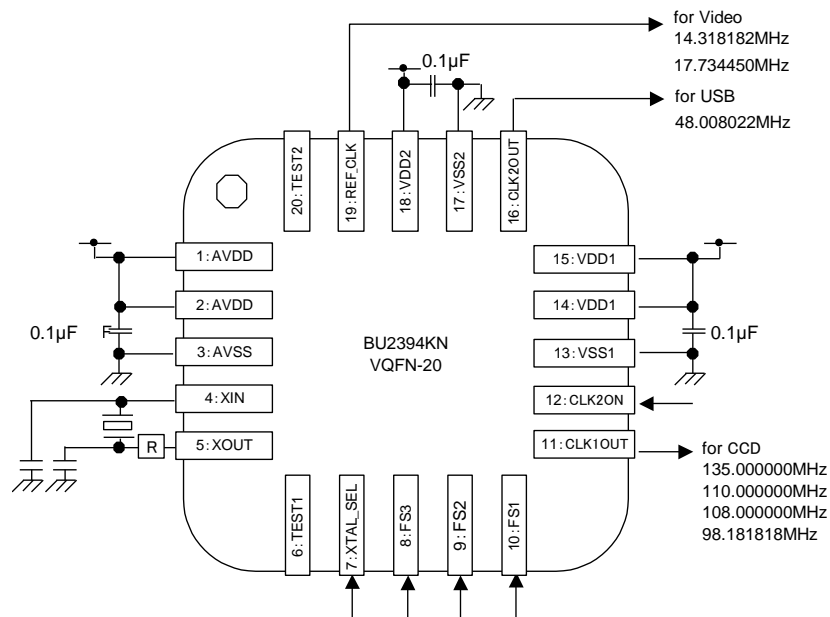 for Video
14.318182MHz
17.734450MHz
for USB
48.008022MHz
0.1µF
20:TEST2
19:REF_CLK
18:VDD2
17:VSS2
16:CLK2OUT
1:AVDD
2:AVDD
3:AVSS
4:XIN
5:XOUT
0.1µF
F
R
BU2394KN
VQFN-20
15:VDD1
14:VDD1
13:VSS1
12:CLK2ON
11:CLK1OUT
0.1µF
for CCD
135.000000MHz
110.000000MHz
108.000000MHz
98.181818MHz
6:TEST1
7:XTAL_SEL
8:FS3
9:FS2
10:FS1